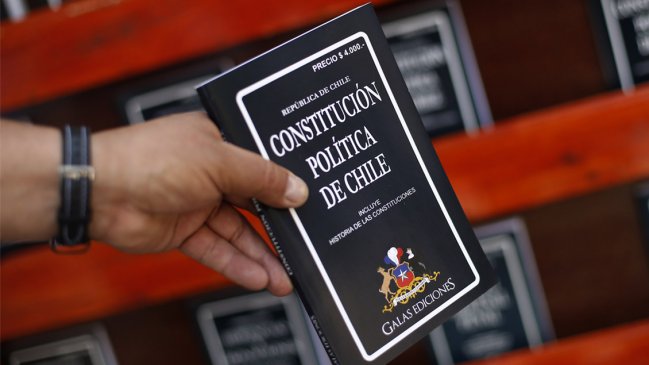 PRECIO $ 4.000.-
REPÚBLICA DE CHILE
CONSTITUCIÓN
POLÍTICA
DE CHILE
INCLUYE
HISTORIA DE LAS CONSTITUCIONES
GALAS EDICIONES